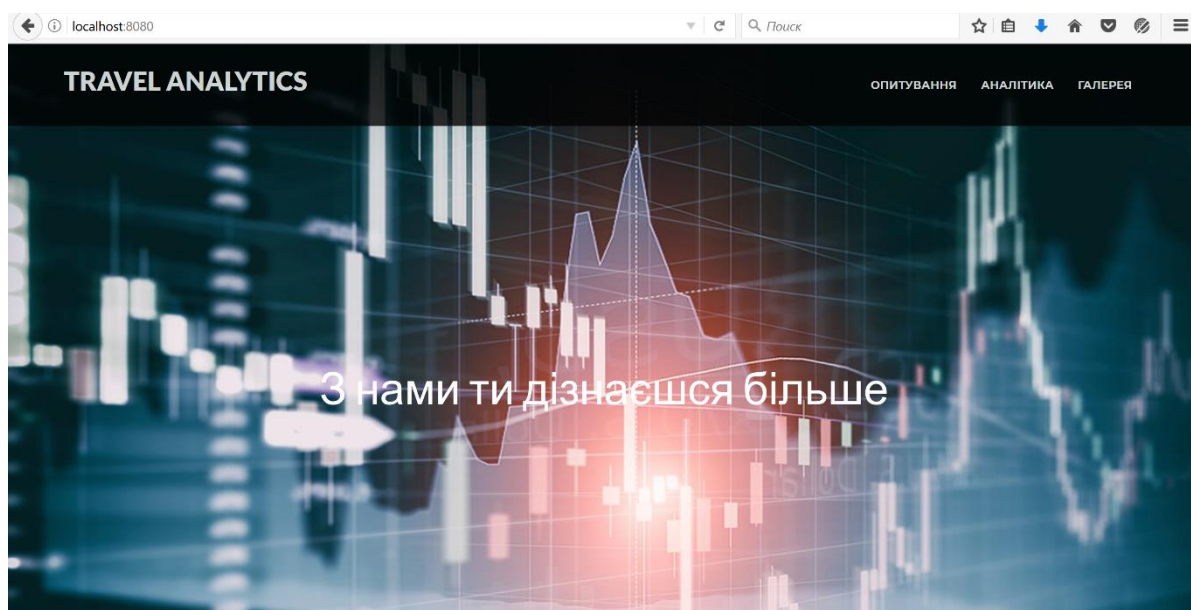 localhost:8080
Поиск
TRAVEL ANALYTICS
ОПИТУВАННЯ АНАЛІТИКА ГАЛЕРЕЯ
З нами ти дізнаєшся більше